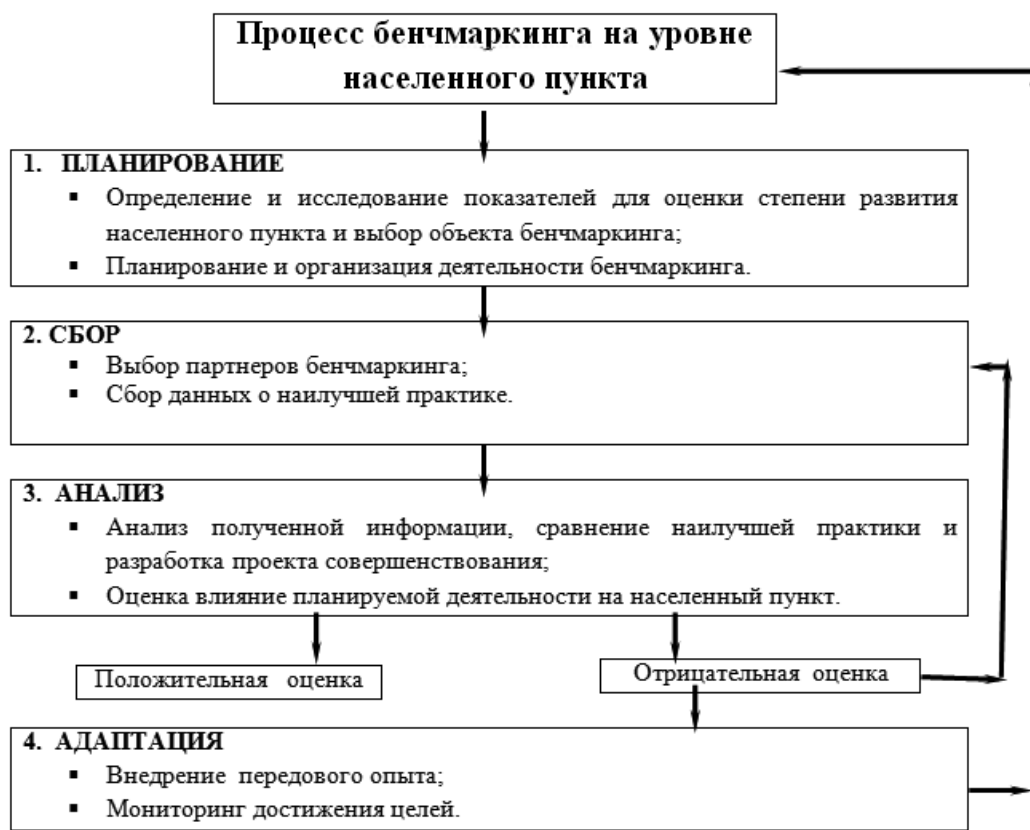 Процесс бенчмаркинга на уровне
населенного пункта
1. ПЛАНИРОВАНИЕ
▪ Определение и исследование показателей для оценки степени развития
населенного пункта и выбор объекта бенчмаркинга;
▪ Планирование и организация деятельности бенчмаркинга.
2. СБОР
▪ Выбор партнеров бенчмаркинга;
▪ Сбор данных о наилучшей практике.
3. АНАЛИЗ
▪ Анализ полученной информации, сравнение наилучшей практики и
разработка проекта совершенствования;
▪ Оценка влияние планируемой деятельности на населенный пункт.
Положительная оценка
Отрицательная оценка
4. АДАПТАЦИЯ
▪ Внедрение передового опыта;
▪ Мониторинг достижения целей.